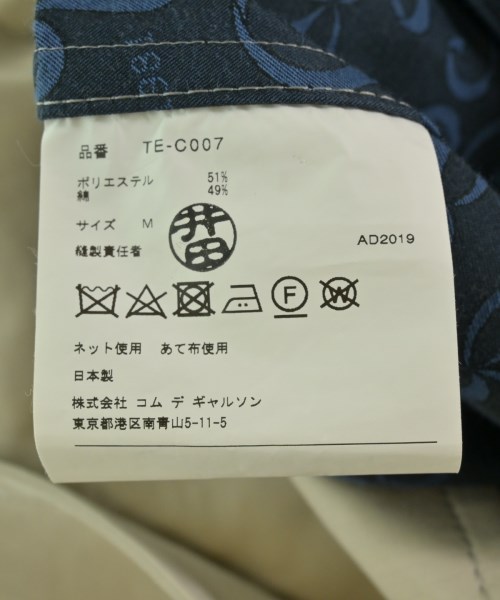 品番 TE-C007
ポリエステル 51%
綿 49%
サイズ M
縫製責任者 井田
AD2019
F W
ネット使用 あて布使用
日本製
株式会社 コム デ ギャルソン
東京都港区南青山5-11-5